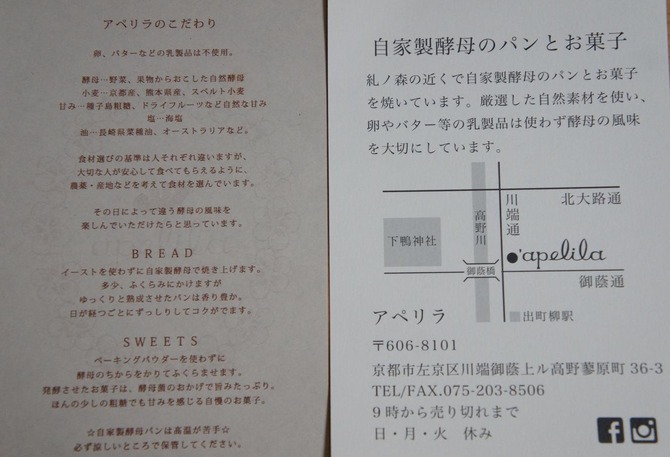 アペリラのこだわり
卵、バターなどの乳製品は不使用。
酵母―野菜、果物からおこした自然酵母
小麦―京都産、熊本県産、スペルト小麦
甘み―種子島粗糖、ドライフルーツなど自然な甘み
塩―海塩
油―長崎県菜種油、オーストラリアなど。
食材選びの基準は人それぞれ違いますが、
大切な人が安心して食べてもらえるように、
農薬・産地などを考えて食材を選んでいます。
その日によって違う酵母の風味を
楽しんでいただけたらと思っています。
BREAD
イーストを使わずに自家製酵母で焼き上げます。
多少、ふくらみにかけますが
ゆっくりと熟成させたパンは香り豊か。
日が経つごとにずっしりしてコクがでます。
SWEETS
ベーキングパウダーを使わずに
酵母のちからをかりてふくらませます。
発酵させたお菓子は、酵母菌のおかげで旨みたっぷり。
ほんの少しの粗糖でも甘みを感じる自慢のお菓子。
☆自家製酵母パンは高温が苦手☆
必ず涼しいところで保管してください。
自家製酵母のパンとお菓子
糺ノ森の近くで自家製酵母のパンとお菓子
を焼いています。厳選した自然素材を使い、
卵やバター等の乳製品は使わず酵母の風味
を大切にしています。
北大路通
川端通
高野川
下鴨神社
apelila
御蔭橋
御蔭通
出町柳駅
アペリラ
〒606-8101
京都市左京区川端御蔭上ル高野蓼原町 36-3
TEL/FAX.075-203-8506
9時から売り切れまで
日・月・火 休み